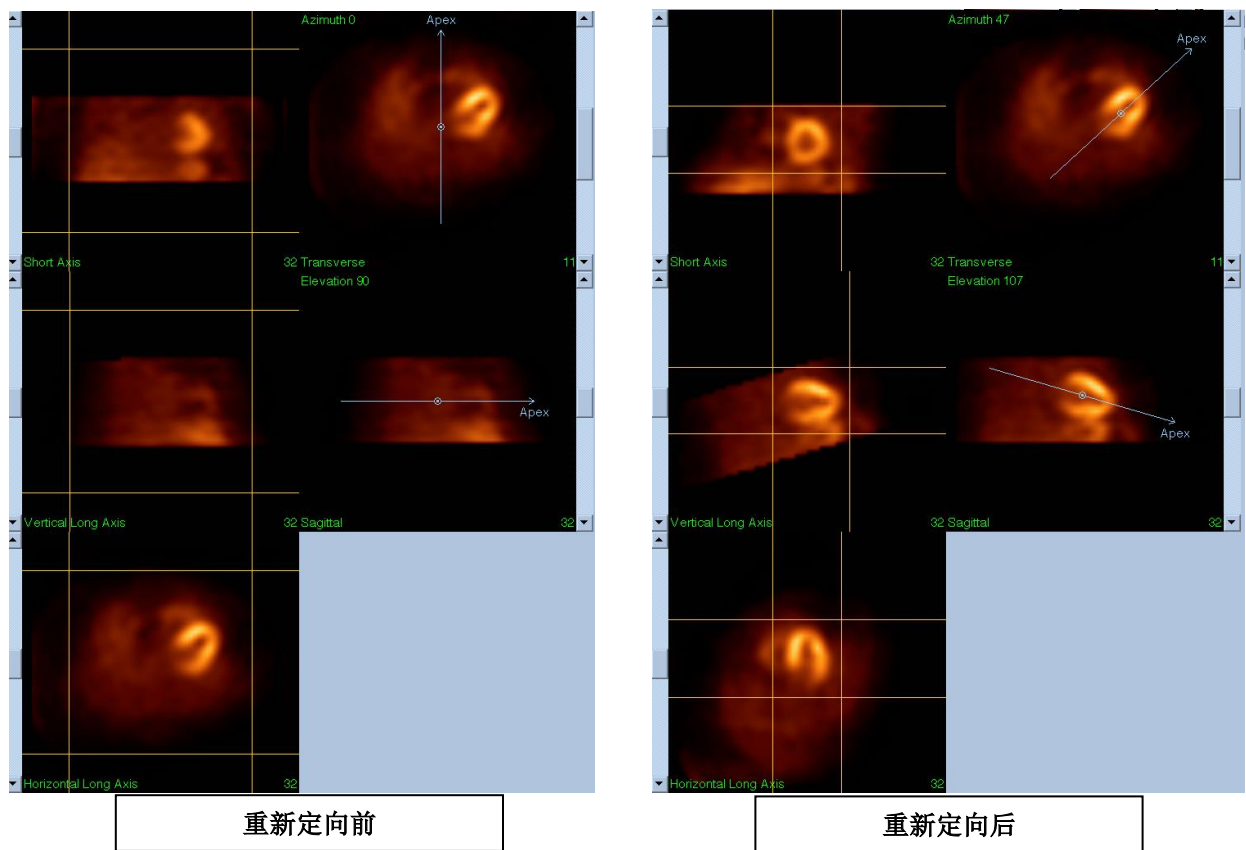 Azimuth 0
Apex
Short Axis 32
Transverse 11
Elevation 90
Apex
Vertical Long Axis 32
Sagittal 32
Horizontal Long Axis 32
重新定向前
Azimuth 47
Apex
Short Axis 32
Transverse 11
Elevation 107
Apex
Vertical Long Axis 32
Sagittal 32
Horizontal Long Axis 32
重新定向后